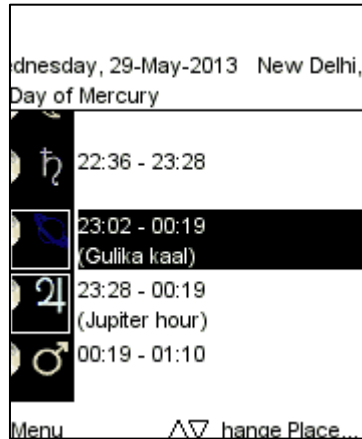 dnesday, 29-May-2013 New Delhi,
Day of Mercury
22:36 - 23:28
23:02 - 00:19
(Gulika kaal)
23:28 - 00:19
(Jupiter hour)
00:19 - 01:10
Menu hange Place...